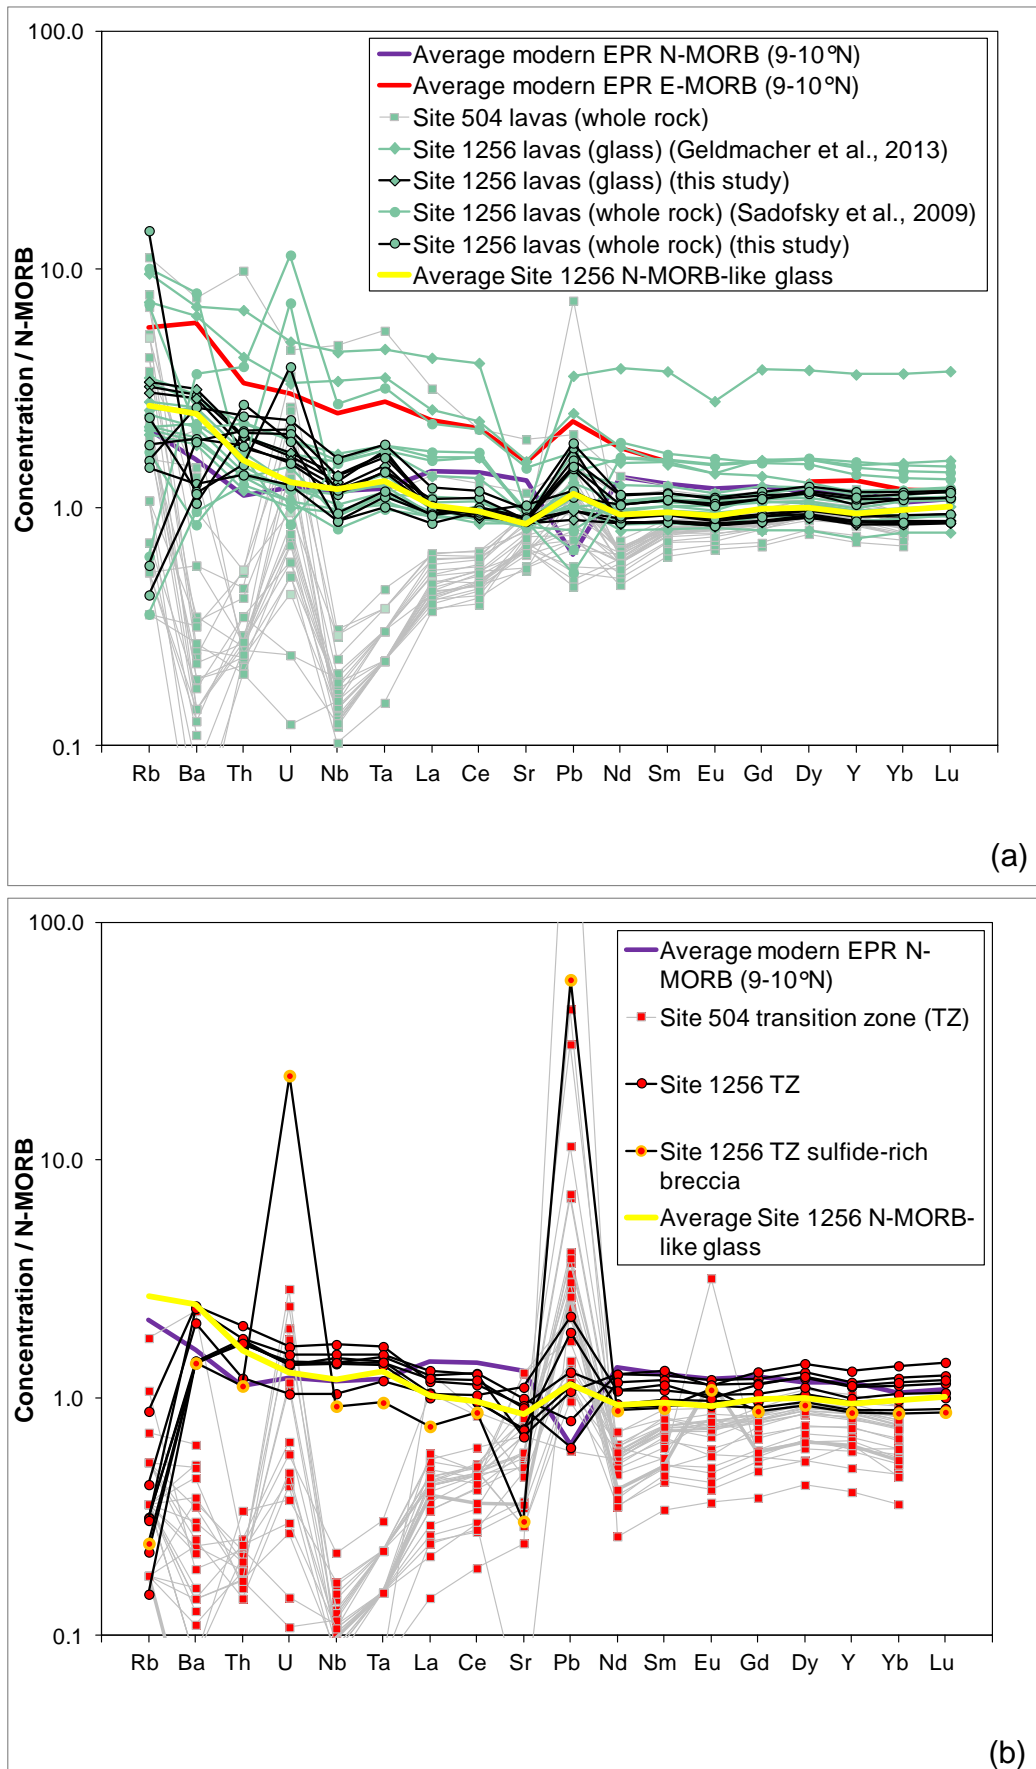 100.0
Average modern EPR N-MORB (9-10°N)
Average modern EPR E-MORB (9-10°N)
Site 504 lavas (whole rock)
Site 1256 lavas (glass) (Geldmacher et al., 2013)
Site 1256 lavas (glass) (this study)
Site 1256 lavas (whole rock) (Sadofsky et al., 2009)
Site 1256 lavas (whole rock) (this study)
Average Site 1256 N-MORB-like glass
10.0
Concentration / N-MORB
1.0
0.1
Rb Ba Th U Nb Ta La Ce Sr Pb Nd Sm Eu Gd Dy Y Yb Lu
(a)
100.0
Average modern EPR N-
MORB (9-10°N)
Site 504 transition zone (TZ)
Site 1256 TZ
Site 1256 TZ sulfide-rich
breccia
Average Site 1256 N-MORB-
like glass
10.0
Concentration / N-MORB
1.0
0.1
Rb Ba Th U Nb Ta La Ce Sr Pb Nd Sm Eu Gd Dy Y Yb Lu
(b)